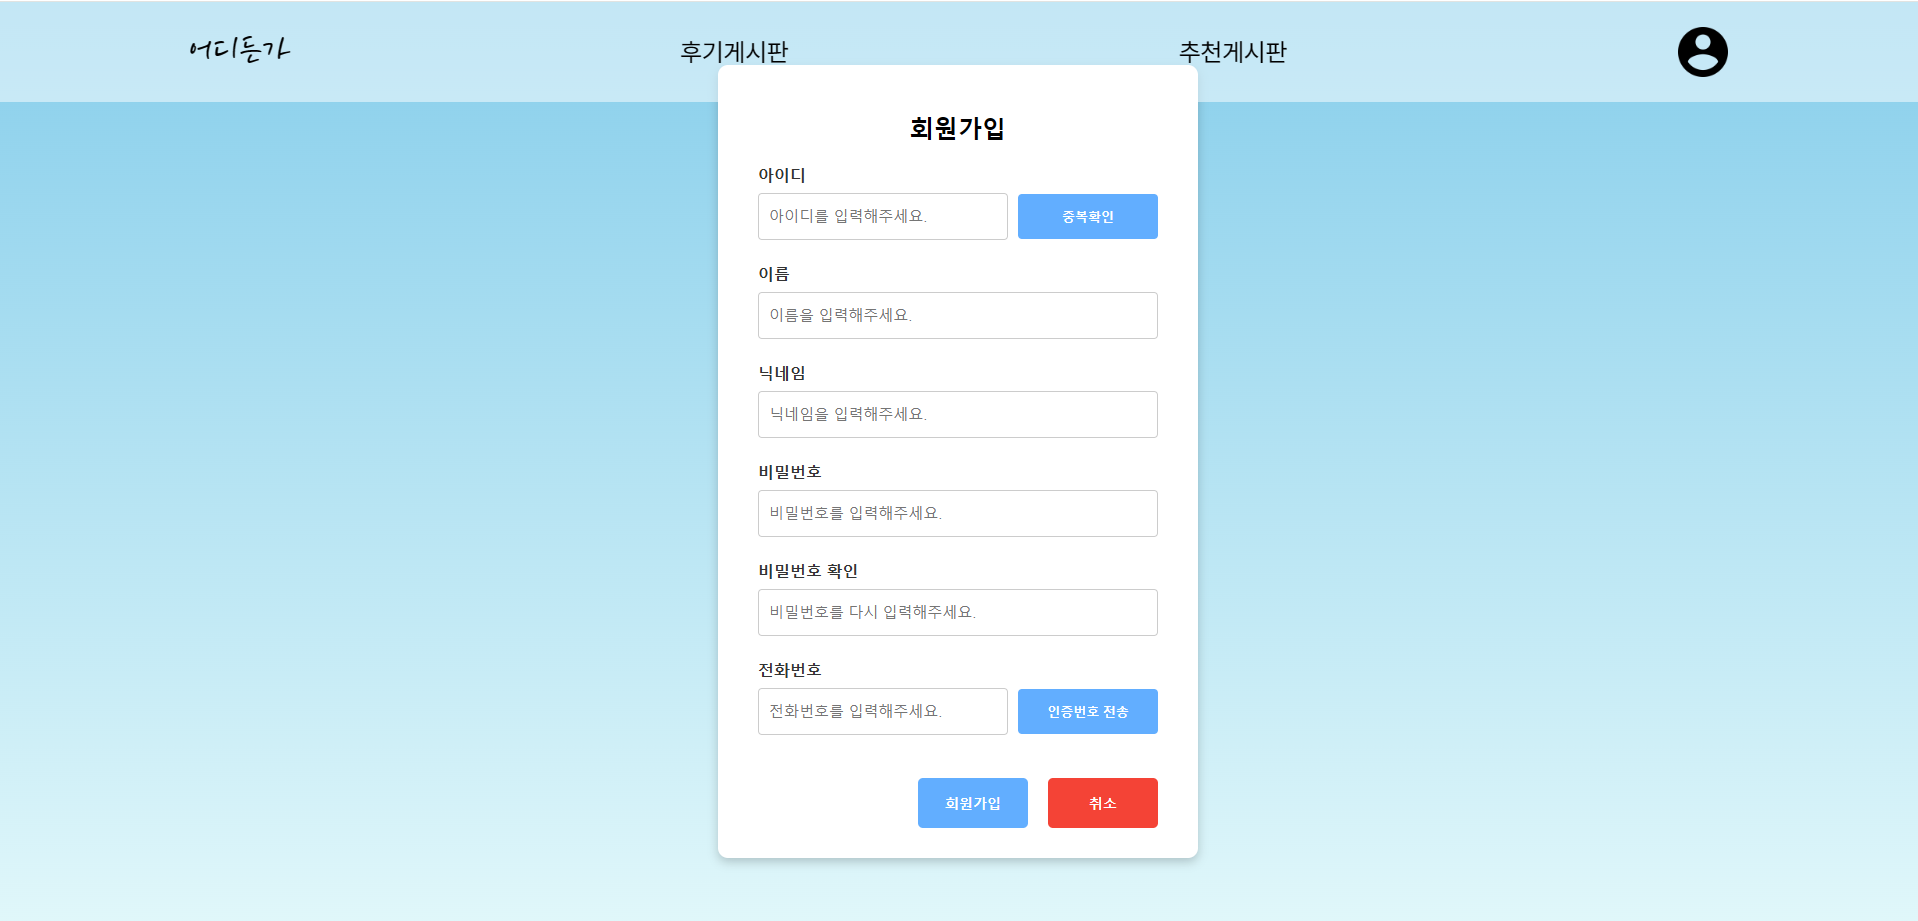 어디든가
후기게시판
추천게시판
회원가입
아이디
아이디를 입력해주세요.
중복확인
이름
이름을 입력해주세요.
닉네임
닉네임을 입력해주세요.
비밀번호
비밀번호를 입력해주세요.
비밀번호 확인
비밀번호를 다시 입력해주세요.
전화번호
전화번호를 입력해주세요.
인증번호 전송
회원가입
취소